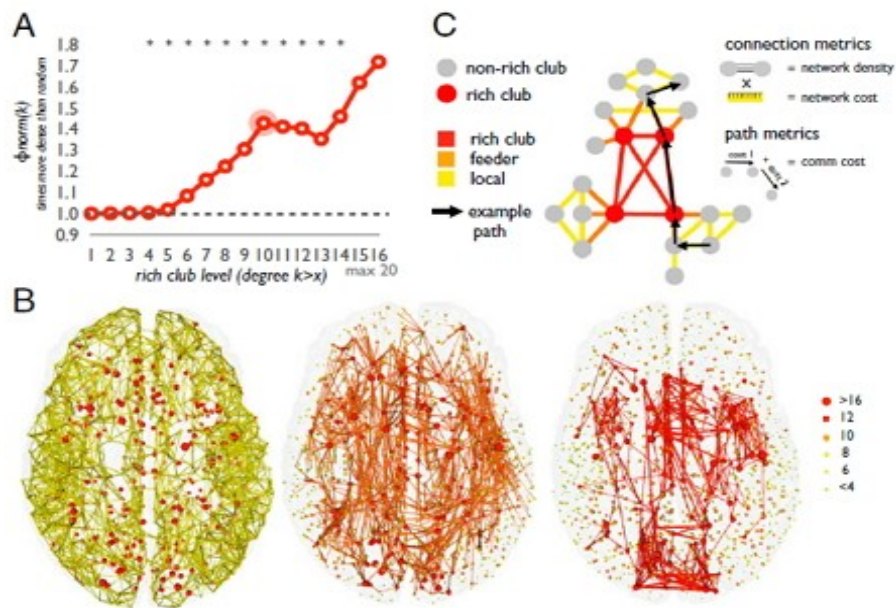 A
1.8
1.7
1.6
1.5
1.4
1.3
1.2
1.1
1.0
0.9
* * * * * * * * * * *
ϕnorm(k)
times more dense than random
1 2 3 4 5 6 7 8 9 10 11 12 13 14 15 16
rich club level (degree k>x)
max 20
C
non-rich club
rich club
rich club
feeder
local
example
path
connection metrics
= network density
x
= network cost
path metrics
cost 1
= comm cost
B
>16
12
10
8
6
<4